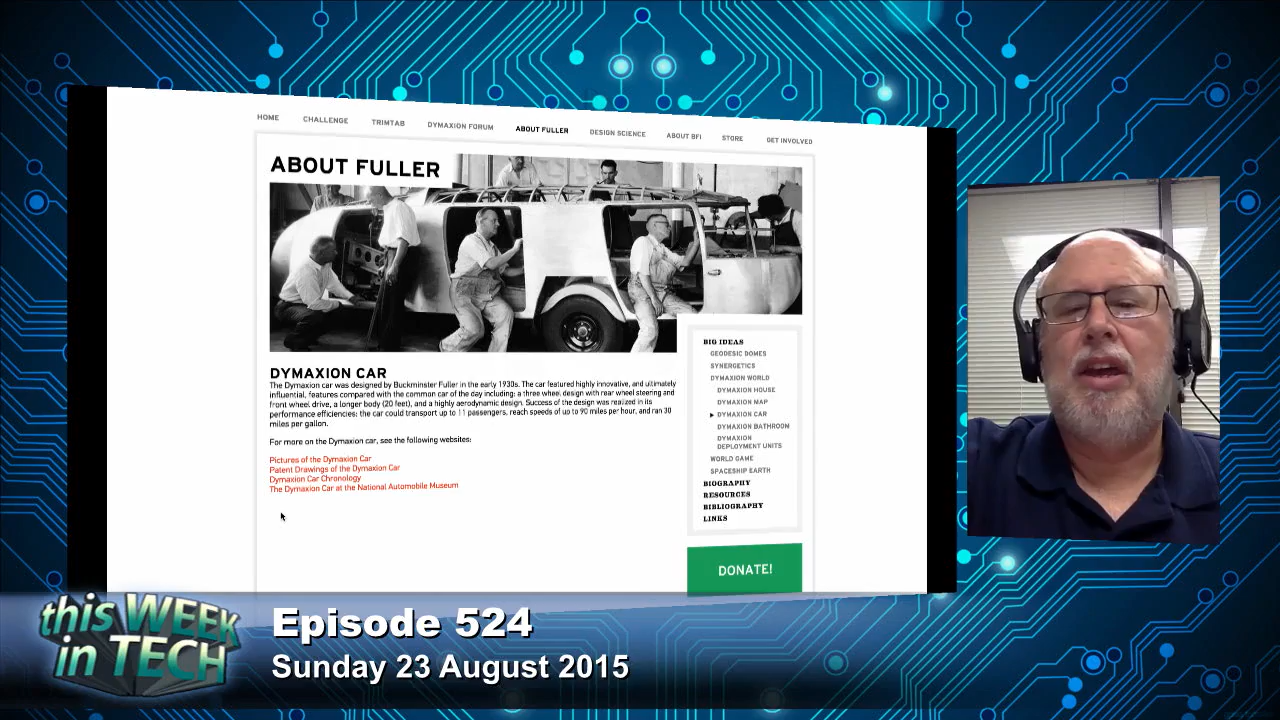 HOME CHALLENGE TRIMTAB DYMAXION FORUM ABOUT FULLER DESIGN SCIENCE ABOUT BFI STORE GET INVOLVED
ABOUT FULLER
DYMAXION CAR
The Dymaxion car was designed by Buckminster Fuller in the early 1930s. The car featured highly innovative, and ultimately
influential, features compared with the common car of the day including: a three wheel design with rear wheel steering and
front wheel drive, a longer body (20 feet), and a highly aerodynamic design. Success of the design was realized in its
performance efficiencies: the car could transport up to 11 passengers, reach speeds of up to 90 miles per hour, and ran 30
miles per gallon.
For more on the Dymaxion car, see the following websites:
Pictures of the Dymaxion Car
Patent Drawings of the Dymaxion Car
Dymaxion Car Chronology
The Dymaxion Car at the National Automobile Museum
BIG IDEAS
GEODESIC DOMES
SYNERGETICS
DYMAXION WORLD
DYMAXION HOUSE
DYMAXION MAP
DYMAXION CAR
DYMAXION BATHROOM
DYMAXION
DEPLOYMENT UNITS
WORLD GAME
SPACESHIP EARTH
BIOGRAPHY
RESOURCES
BIBLIOGRAPHY
LINKS
DONATE!
this WEEK
in TECH
Episode 524
Sunday 23 August 2015